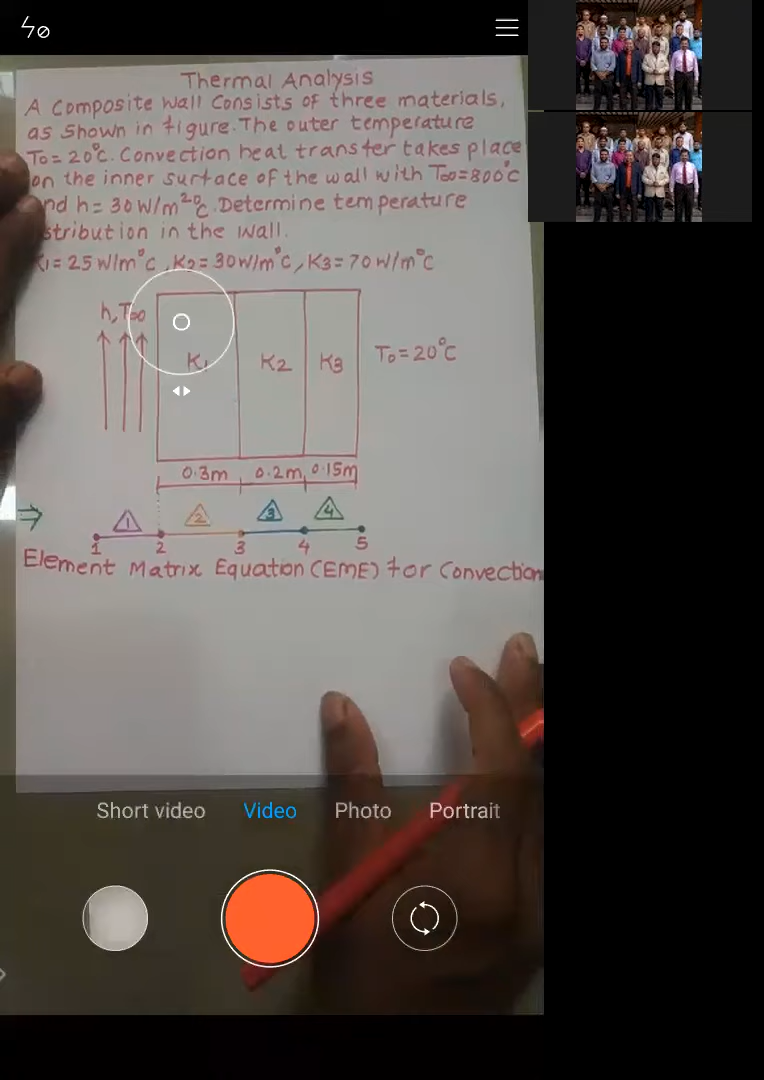 Thermal Analysis
A Composite Wall Consists of three materials,
as Shown in figure. The outer temperature
To = 20°C. Convection heat transfer takes place
on the inner surface of the wall with T∞=800°C
nd h = 30 W/m²°C. Determine temperature
stribution in the Wall.
K1 = 25 W/m°C, K2 = 30 W/m°C, K3 = 70 W/m°C
h, T∞
K1 K2 K3 To = 20°C
0.3m 0.2m 0.15m
⇒ 1 2 3 4
1 2 3 4 5
Element Matrix Equation (EME) for Convection
Short video Video Photo Portrait